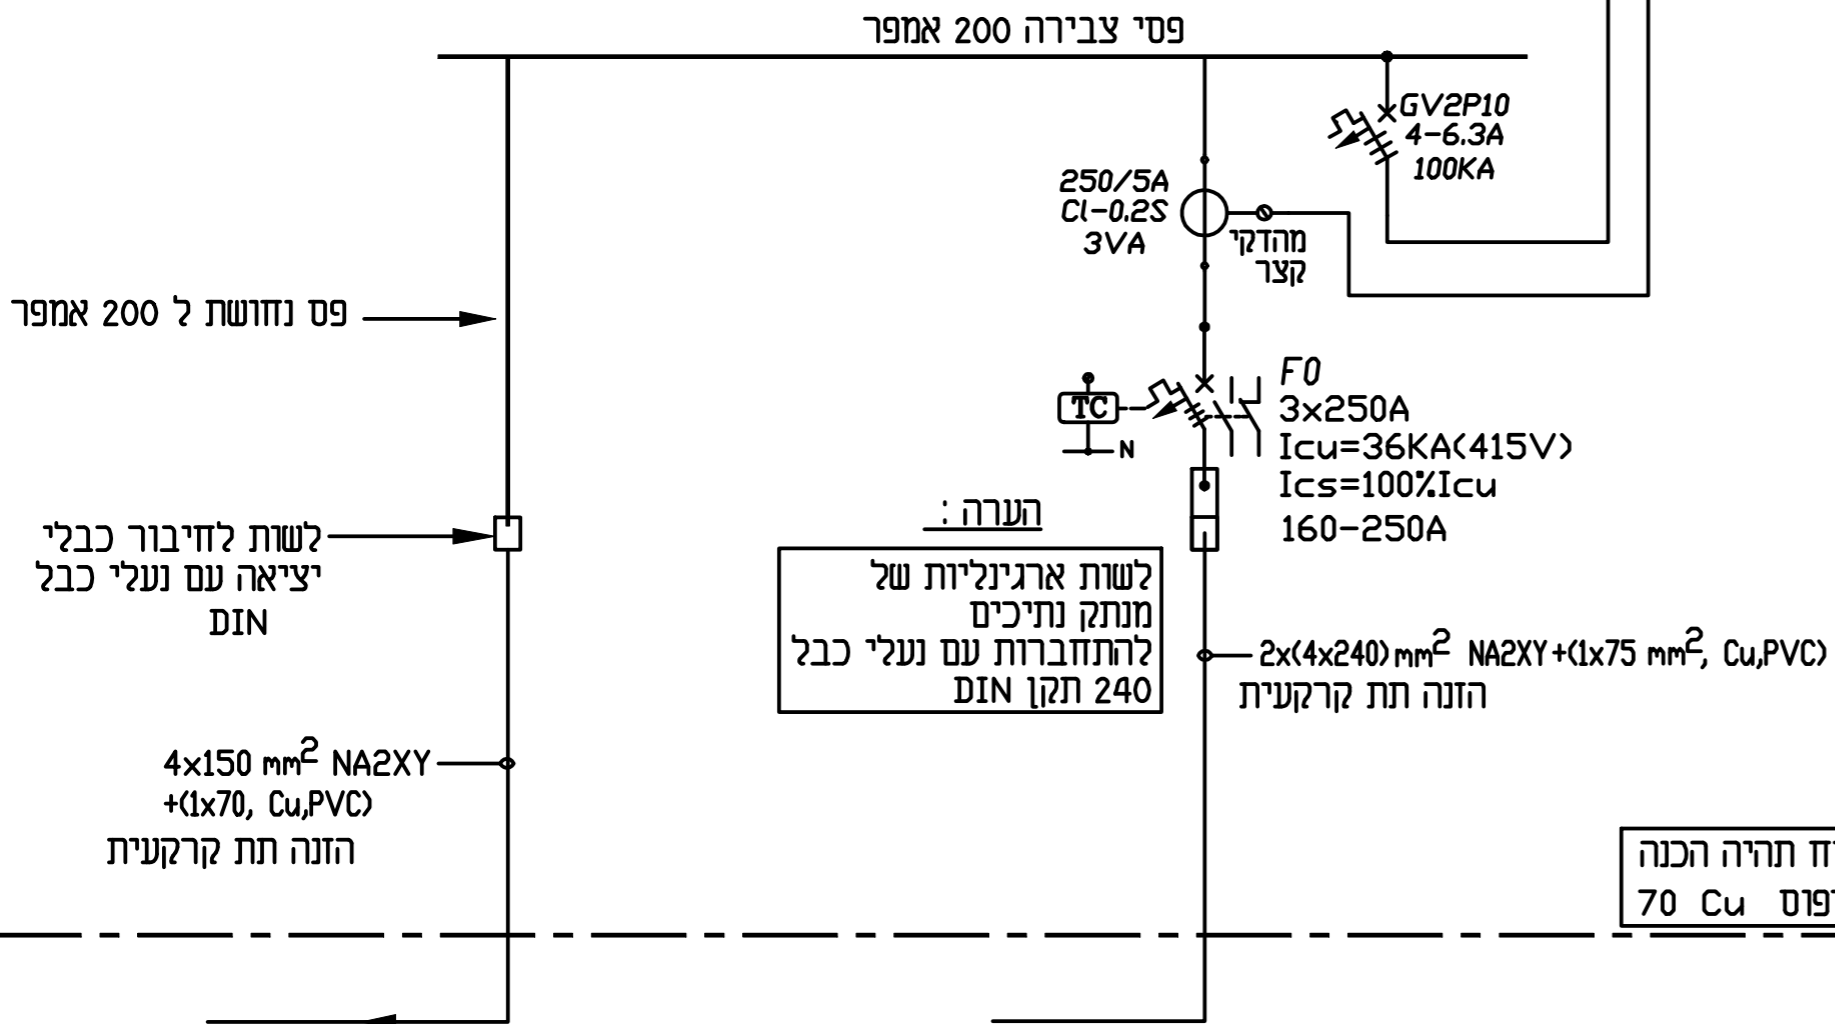 פסי צבירה 200 אמפר
GV2P10
4-6.3A
100KA
250/5A
Cl-0.2S
3VA
מהדקי
קצר
פס נחושת ל 200 אמפר
F0
3x250A
Icu=36KA(415V)
Ics=100%Icu
160-250A
TC
N
לשות לחיבור כבלי
יציאה עם נעלי כבל
DIN
הערה :
לשות ארגינליות של
מנתק נתיכים
להתחברות עם נעלי כבל
240 תקן DIN
2x(4x240) mm² NA2XY+(1x75 mm², Cu,PVC)
הזנה תת קרקעית
4x150 mm² NA2XY
+(1x70, Cu,PVC)
הזנה תת קרקעית
תהיה הכנה
70 Cu